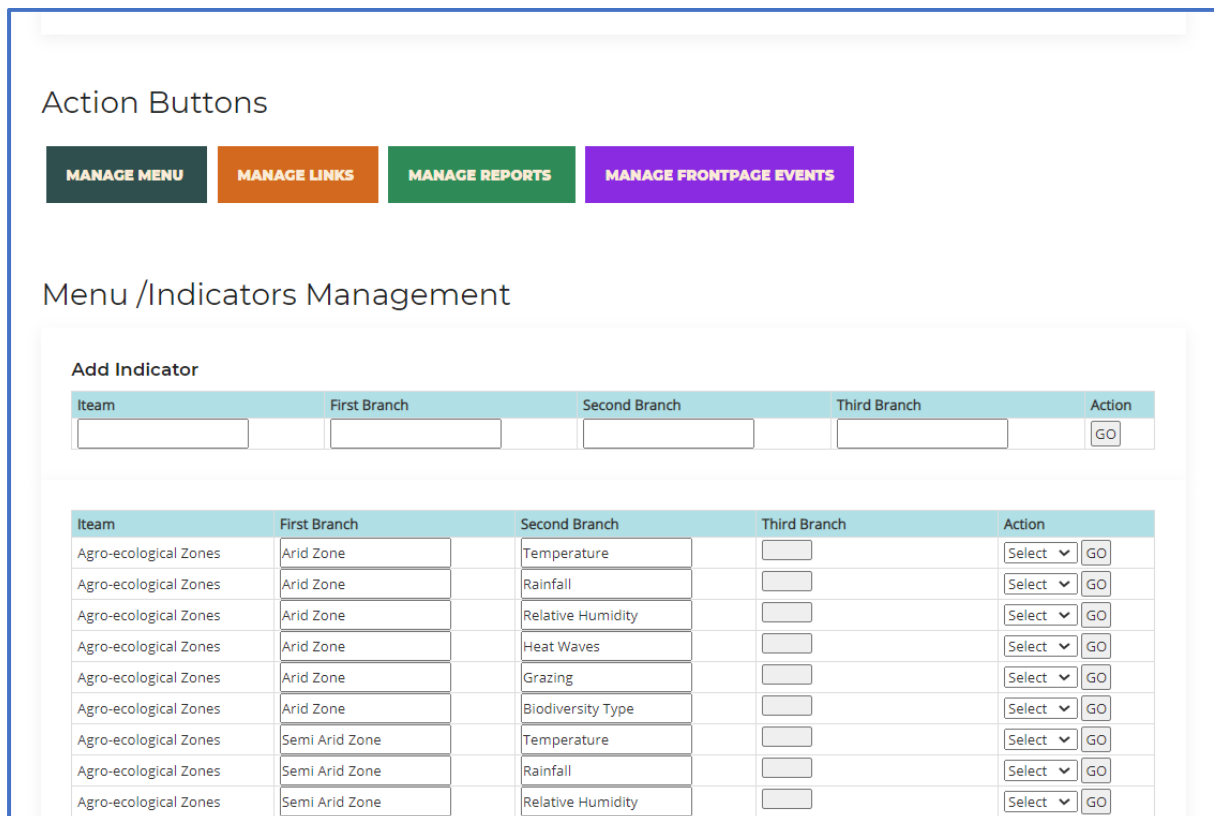 Action Buttons
MANAGE MENU MANAGE LINKS MANAGE REPORTS MANAGE FRONTPAGE EVENTS
Menu /Indicators Management
Add Indicator
Iteam First Branch Second Branch Third Branch Action
GO
Iteam First Branch Second Branch Third Branch Action
Agro-ecological Zones Arid Zone Temperature Select GO
Agro-ecological Zones Arid Zone Rainfall Select GO
Agro-ecological Zones Arid Zone Relative Humidity Select GO
Agro-ecological Zones Arid Zone Heat Waves Select GO
Agro-ecological Zones Arid Zone Grazing Select GO
Agro-ecological Zones Arid Zone Biodiversity Type Select GO
Agro-ecological Zones Semi Arid Zone Temperature Select GO
Agro-ecological Zones Semi Arid Zone Rainfall Select GO
Agro-ecological Zones Semi Arid Zone Relative Humidity Select GO